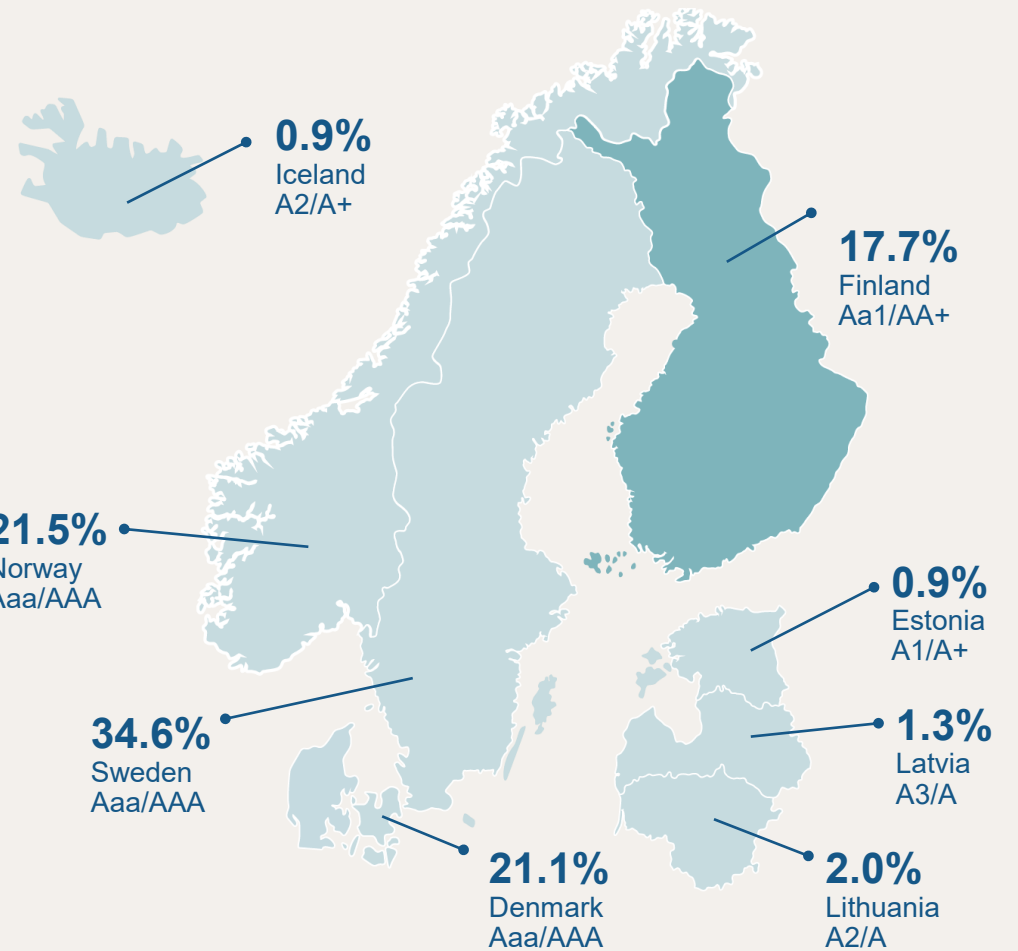 0.9%
Iceland
A2/A+
17.7%
Finland
Aa1/AA+
21.5%
Norway
Aaa/AAA
0.9%
Estonia
A1/A+
34.6%
Sweden
Aaa/AAA
1.3%
Latvia
A3/A
21.1%
Denmark
Aaa/AAA
2.0%
Lithuania
A2/A